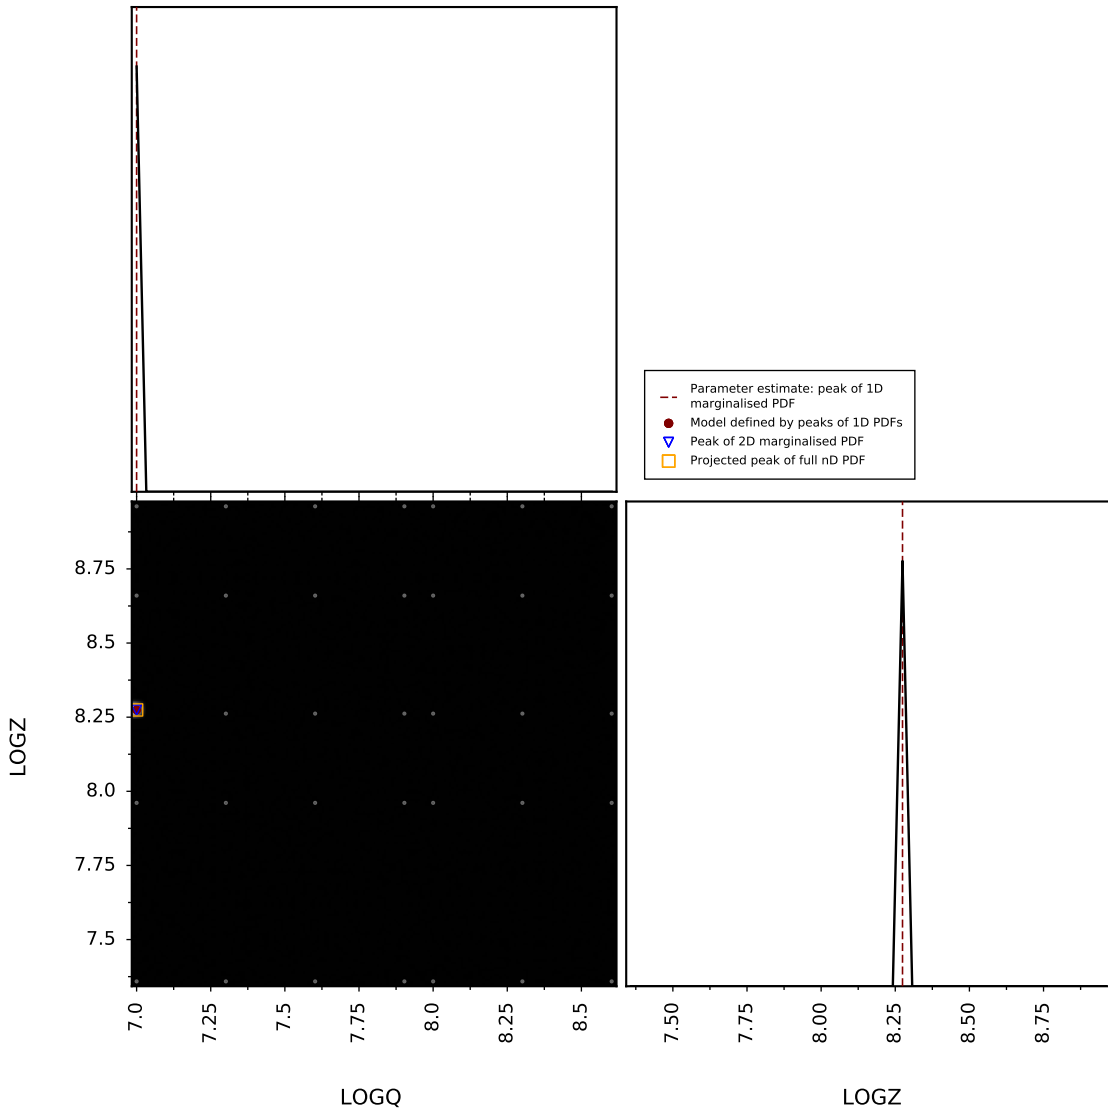 Parameter estimate: peak of 1D
marginalised PDF
Model defined by peaks of 1D PDFs
Peak of 2D marginalised PDF
Projected peak of full nD PDF
8.75
8.5
8.25
8.0
7.75
7.5
LOGZ
7.0 7.25 7.5 7.75 8.0 8.25 8.5
LOGQ
7.50 7.75 8.00 8.25 8.50 8.75
LOGZ